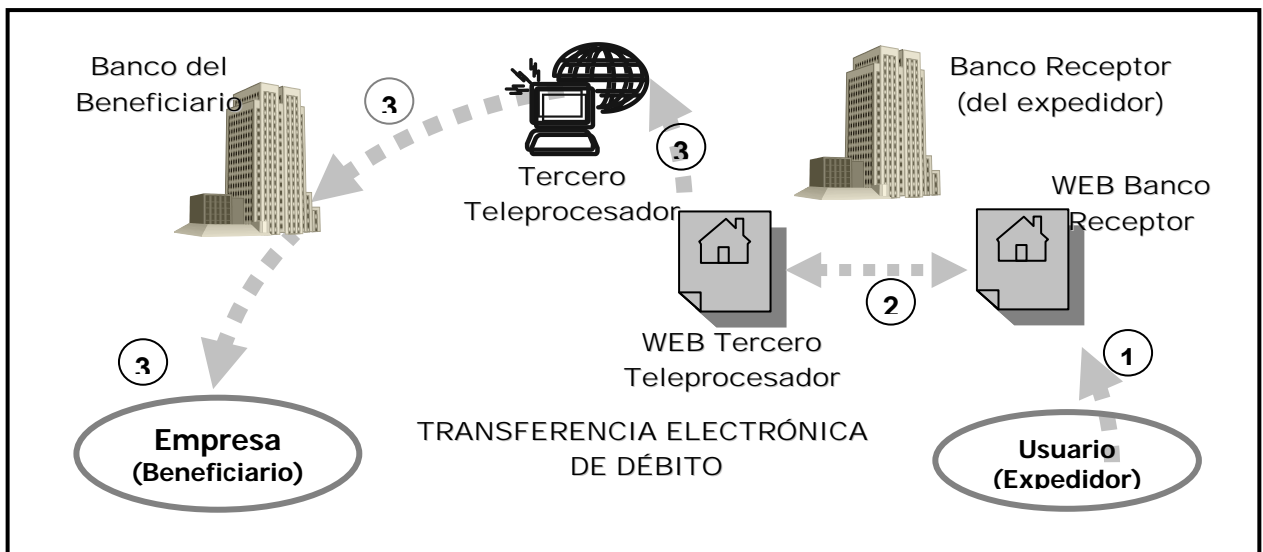 Banco del
Beneficiario
3
Tercero
Teleprocesador
3
Banco Receptor
(del expedidor)
WEB Banco
Receptor
2
WEB Tercero
Teleprocesador
1
3
Empresa
(Beneficiario)
TRANSFERENCIA ELECTRÓNICA
DE DÉBITO
Usuario
(Expedidor)